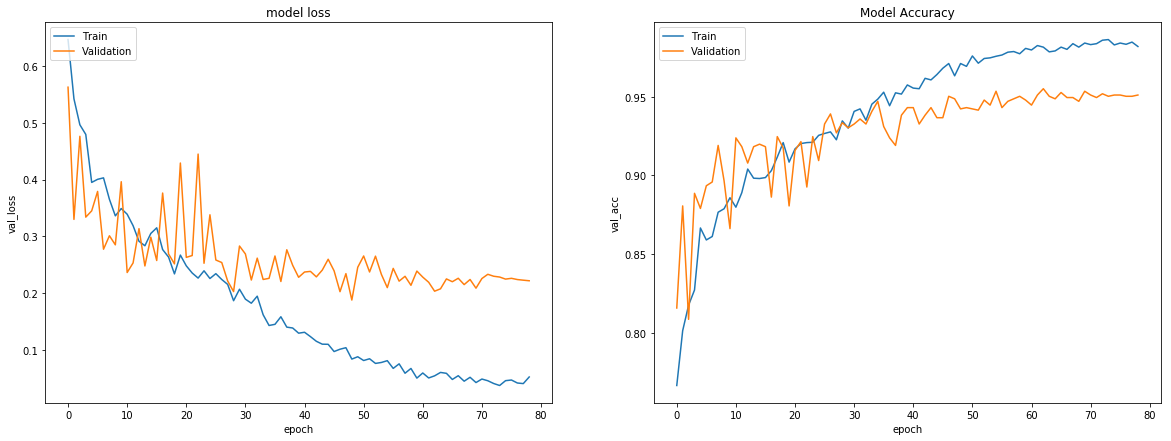 model loss
Train
Validation
0.6
0.5
0.4
0.3
0.2
0.1
val_loss
0
10
20
30
40
50
60
70
80
epoch
Model Accuracy
Train
Validation
0.95
0.90
0.85
0.80
val_acc
0
10
20
30
40
50
60
70
80
epoch